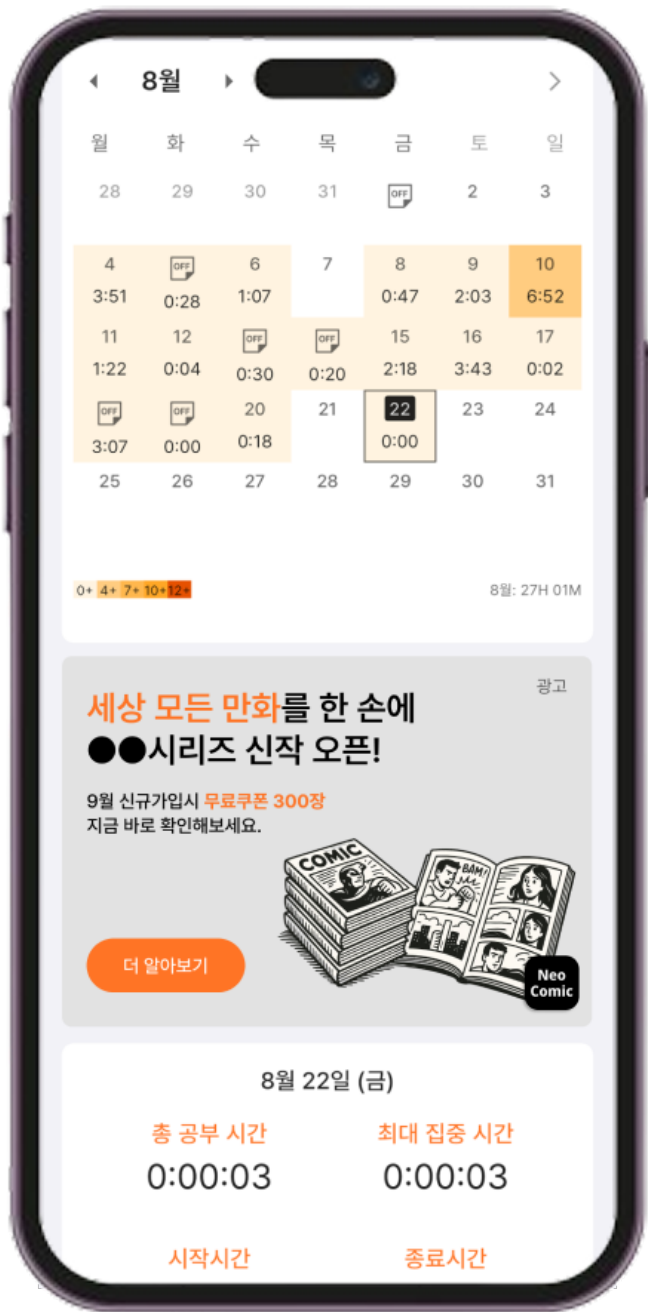 8월
월 화 수 목 금 토 일
28 29 30 31 OFF 2 3
4 OFF 6 7 8 9 10
3:51 0:28 1:07 0:47 2:03 6:52
11 12 OFF OFF 15 16 17
1:22 0:04 0:30 0:20 2:18 3:43 0:02
OFF OFF 20 21 22 23 24
3:07 0:00 0:18 0:00
25 26 27 28 29 30 31
0+ 4+ 7+ 10+ 12+ 8월: 27H 01M
광고
세상 모든 만화를 한 손에
●●시리즈 신작 오픈!
9월 신규가입시 무료쿠폰 300장
지금 바로 확인해보세요.
COMIC
BAM!
더 알아보기
Neo
Comic
8월 22일 (금)
총 공부 시간 최대 집중 시간
0:00:03 0:00:03
시작시간 종료시간